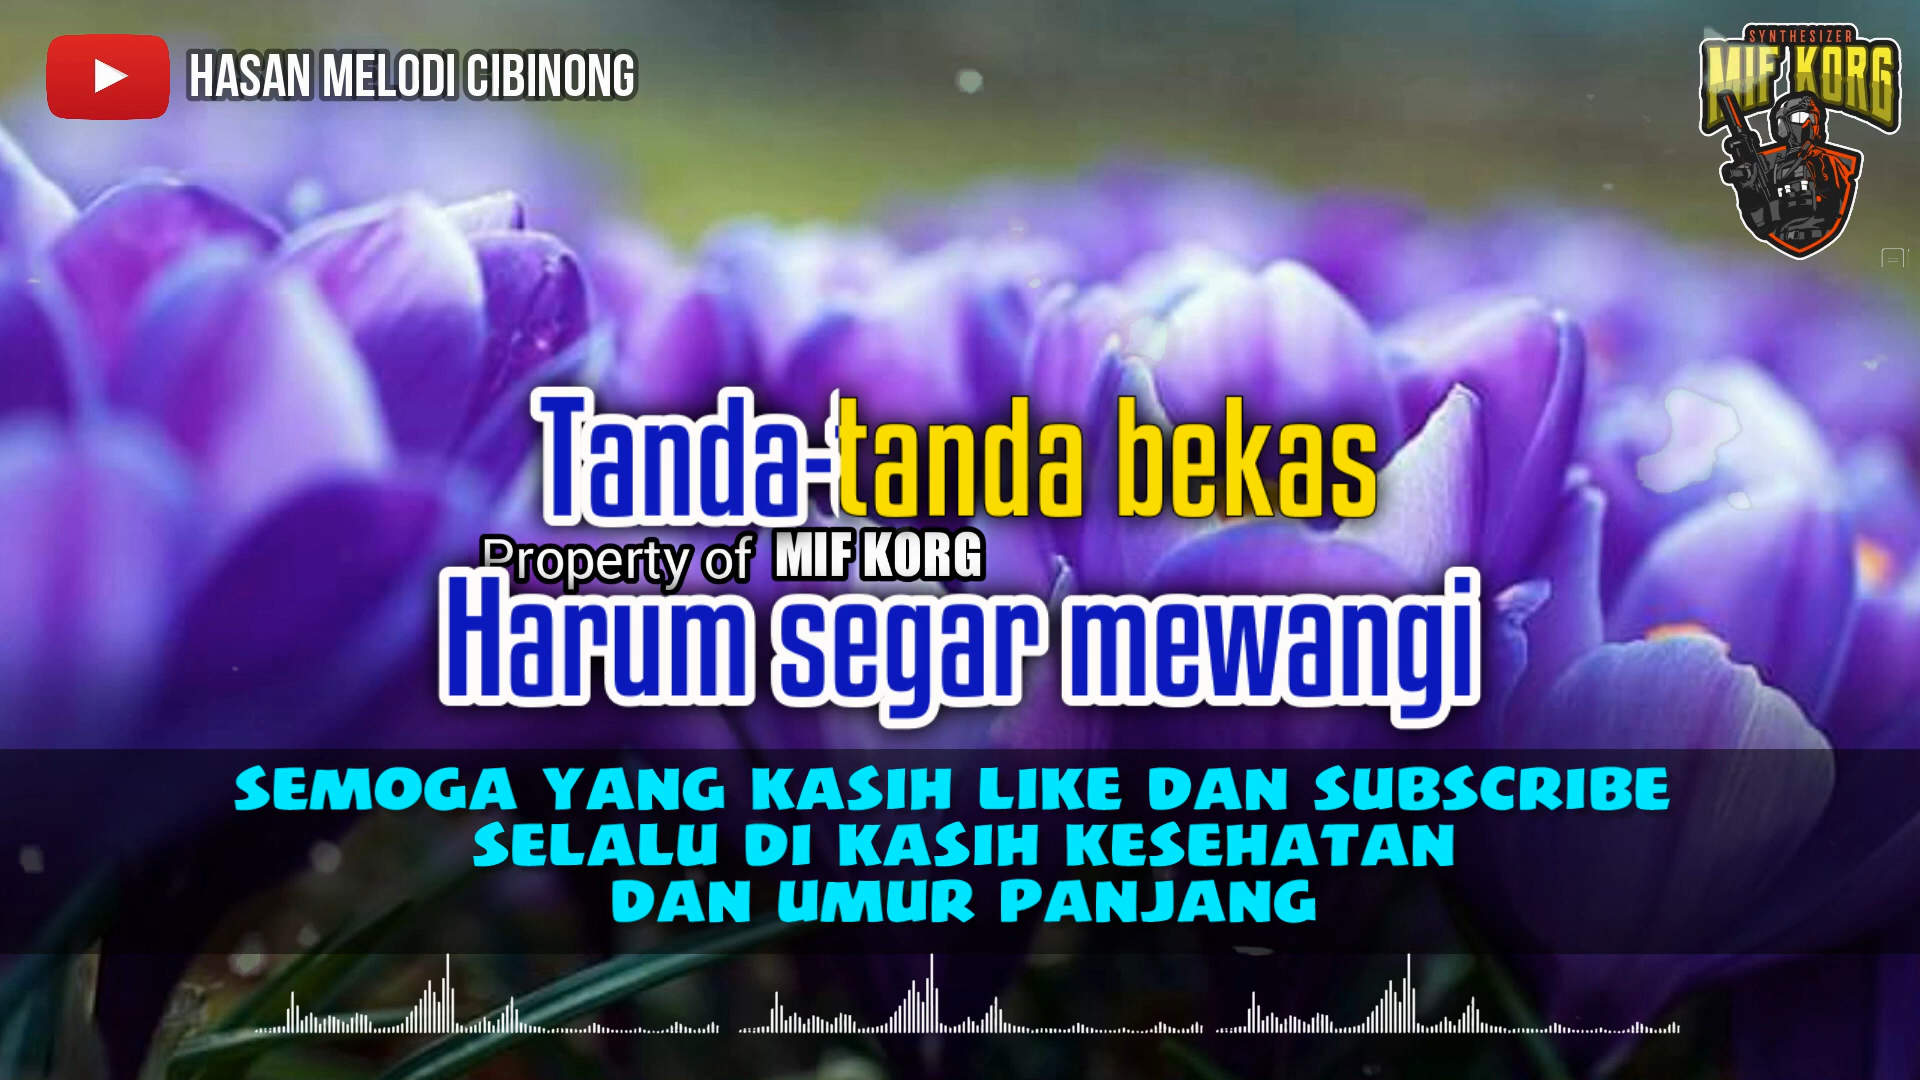 HASAN MELODI CIBINONG
SYNTHESIZER
MIF KORG
Tanda-tanda bekas
Property of MIF KORG
Harum segar mewangi
SEMOGA YANG KASIH LIKE DAN SUBSCRIBE
SELALU DI KASIH KESEHATAN
DAN UMUR PANJANG